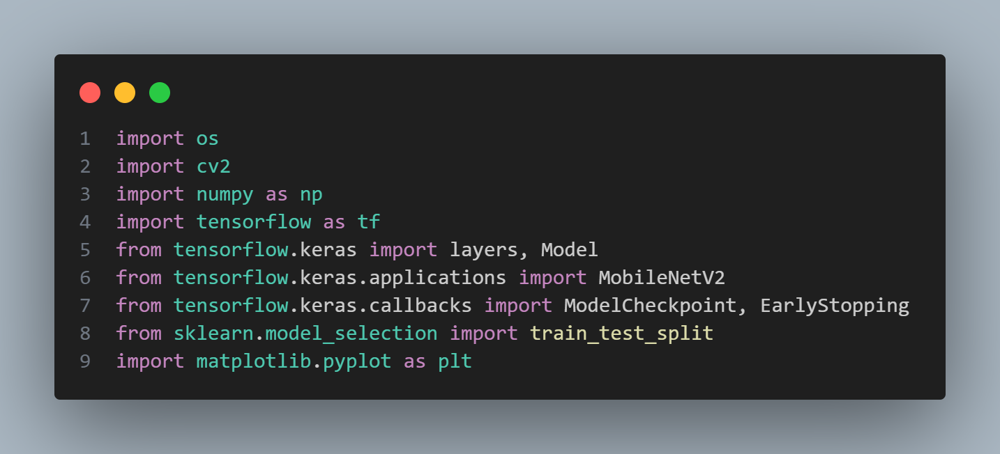 1 import os
2 import cv2
3 import numpy as np
4 import tensorflow as tf
5 from tensorflow.keras import layers, Model
6 from tensorflow.keras.applications import MobileNetV2
7 from tensorflow.keras.callbacks import ModelCheckpoint, EarlyStopping
8 from sklearn.model_selection import train_test_split
9 import matplotlib.pyplot as plt